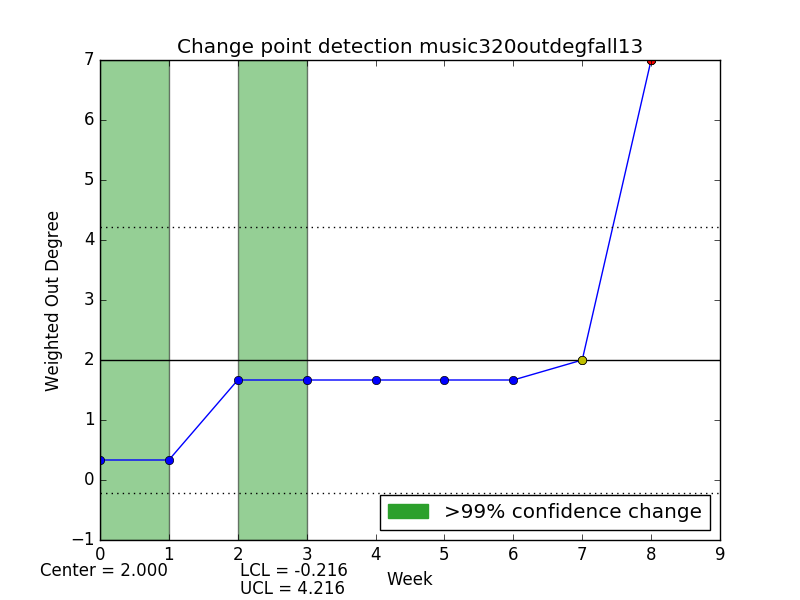 Change point detection music320outdegfall13
7
6
5
4
3
2
1
0
−1
Weighted Out Degree
>99% confidence change
0 1 2 3 4 5 6 7 8 9
Center = 2.000
LCL = -0.216
UCL = 4.216
Week